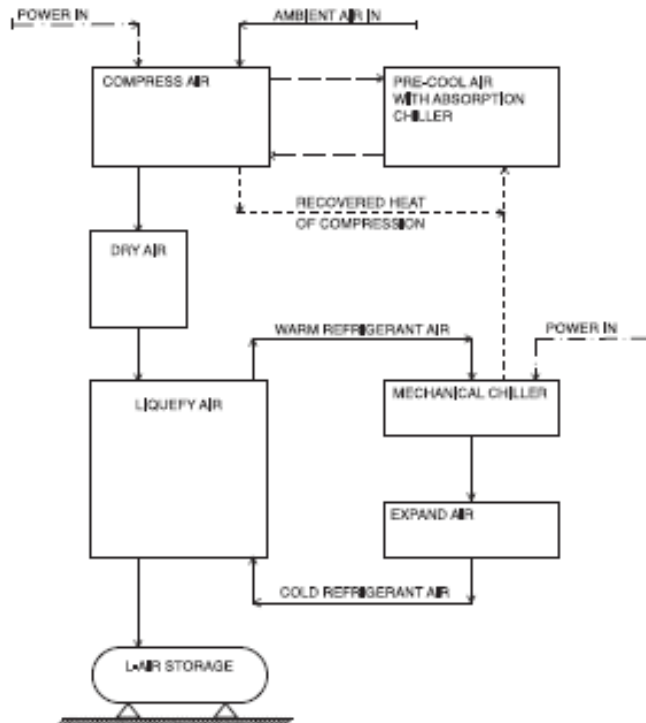 POWER IN
AMBIENT AIR IN
COMPRESS AIR
PRE-COOL AIR
WITH ABSORPTION
CHILLER
RECOVERED HEAT
OF COMPRESSION
DRY AIR
WARM REFRIGERANT AIR
POWER IN
LIQUEFY AIR
MECHANICAL CHILLER
EXPAND AIR
COLD REFRIGERANT AIR
L-AIR STORAGE